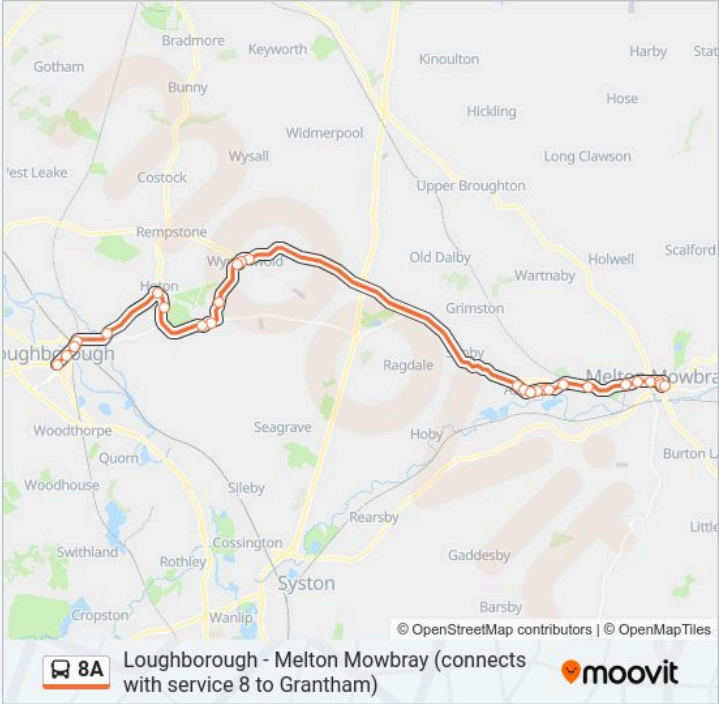 Bradmore
Keyworth
Harby
Stat
Gotham
Kinoulton
Bunny
Hose
Hickling
Widmerpool
Wysall
Long Clawson
'est Leake
Costock
Upper Broughton
Rempstone
Scalford
Old Dalby
Holwell
Wartnaby
Hoton
Grimston
oughborough
Ragdale
Melton Mowbra
Woodthorpe
Seagrave
Hoby
Quorn
Burton L
Woodhouse
Sileby
Rearsby
Little
Cossington
Swithland
Rothley
Gaddesby
Syston
Barsby
Cropston
Wanlip
© OpenStreetMap contributors | © OpenMapTiles
8A
Loughborough - Melton Mowbray (connects
with service 8 to Grantham)
moovit